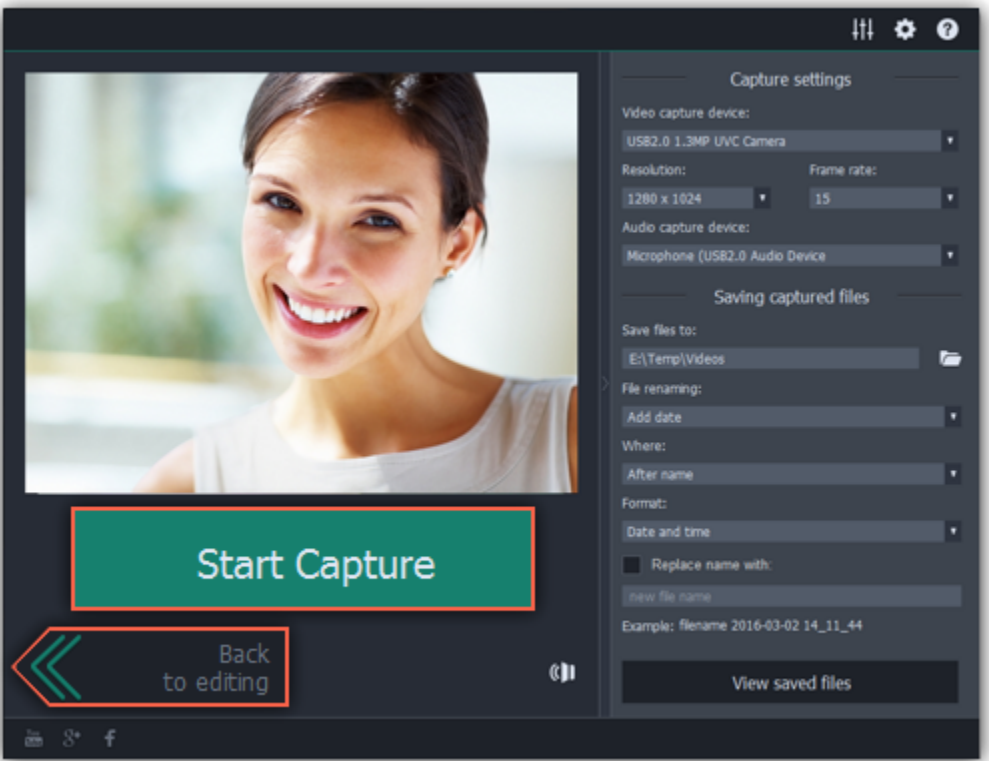 Capture settings
Video capture device:
USB2.0 1.3MP UVC Camera
Resolution: Frame rate:
1280 x 1024 15
Audio capture device:
Microphone (USB2.0 Audio Device
Saving captured files
Save files to:
E:\Temp\Videos
File renaming:
Add date
Where:
After name
Format:
Date and time
Replace name with:
new file name
Example: filename 2016-03-02 14_11_44
View saved files
Start Capture
Back
to editing